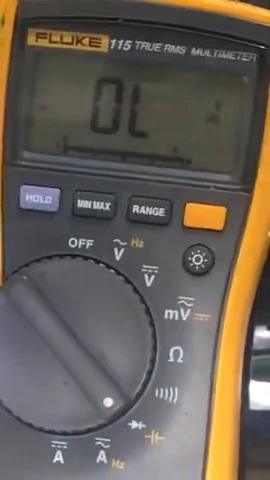 FLUKE 115 TRUE RMS MULTIMETER
OL
HOLD MIN MAX RANGE
OFF V Hz
V
mV
Ω
A A Hz